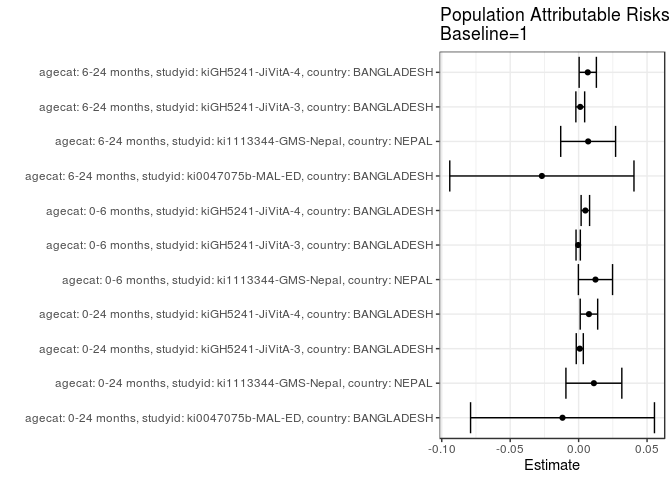 Population Attributable Risks
Baseline=1
agecat: 6-24 months, studyid: kiGH5241-JiVitA-4, country: BANGLADESH
agecat: 6-24 months, studyid: kiGH5241-JiVitA-3, country: BANGLADESH
agecat: 6-24 months, studyid: ki1113344-GMS-Nepal, country: NEPAL
agecat: 6-24 months, studyid: ki0047075b-MAL-ED, country: BANGLADESH
agecat: 0-6 months, studyid: kiGH5241-JiVitA-4, country: BANGLADESH
agecat: 0-6 months, studyid: kiGH5241-JiVitA-3, country: BANGLADESH
agecat: 0-6 months, studyid: ki1113344-GMS-Nepal, country: NEPAL
agecat: 0-24 months, studyid: kiGH5241-JiVitA-4, country: BANGLADESH
agecat: 0-24 months, studyid: kiGH5241-JiVitA-3, country: BANGLADESH
agecat: 0-24 months, studyid: ki1113344-GMS-Nepal, country: NEPAL
agecat: 0-24 months, studyid: ki0047075b-MAL-ED, country: BANGLADESH
-0.10 -0.05 0.00 0.05
Estimate